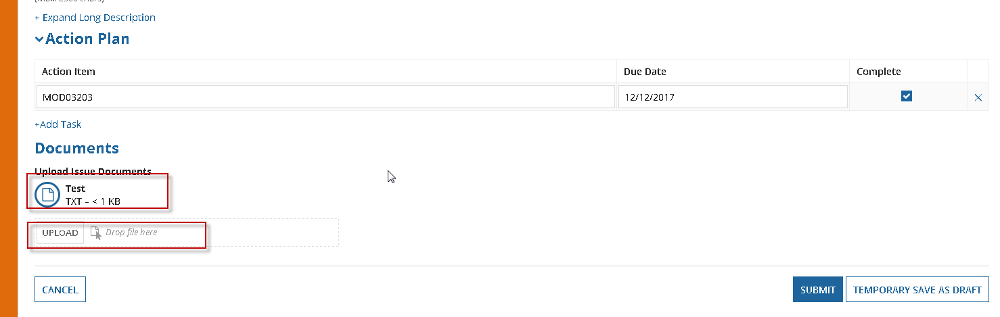 + Expand Long Description
Action Plan
Action Item Due Date Complete
MOD03203 12/12/2017
+Add Task
Documents
Upload Issue Documents
Test
TXT – < 1 KB
UPLOAD Drop file here
CANCEL SUBMIT TEMPORARY SAVE AS DRAFT